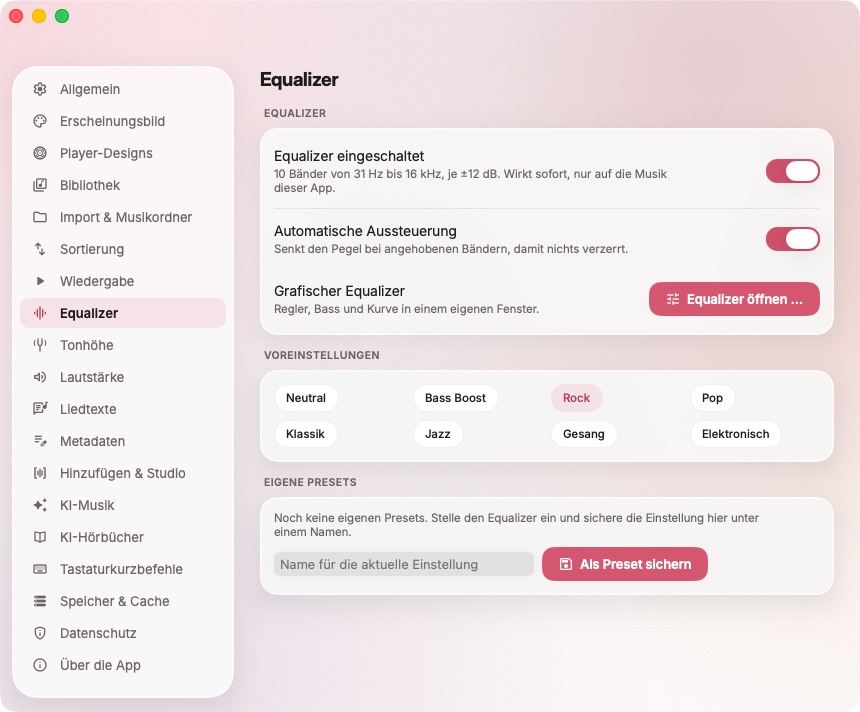 Allgemein
Erscheinungsbild
Player-Designs
Bibliothek
Import & Musikordner
Sortierung
Wiedergabe
Equalizer
Tonhöhe
Lautstärke
Liedtexte
Metadaten
Hinzufügen & Studio
KI-Musik
KI-Hörbücher
Tastaturkurzbefehle
Speicher & Cache
Datenschutz
Über die App
Equalizer
EQUALIZER
Equalizer eingeschaltet
10 Bänder von 31 Hz bis 16 kHz, je ±12 dB. Wirkt sofort, nur auf die Musik
dieser App.
Automatische Aussteuerung
Senkt den Pegel bei angehobenen Bändern, damit nichts verzerrt.
Grafischer Equalizer
Regler, Bass und Kurve in einem eigenen Fenster.
Equalizer öffnen ...
VOREINSTELLUNGEN
Neutral Bass Boost Rock Pop
Klassik Jazz Gesang Elektronisch
EIGENE PRESETS
Noch keine eigenen Presets. Stelle den Equalizer ein und sichere die Einstellung hier unter
einem Namen.
Name für die aktuelle Einstellung Als Preset sichern